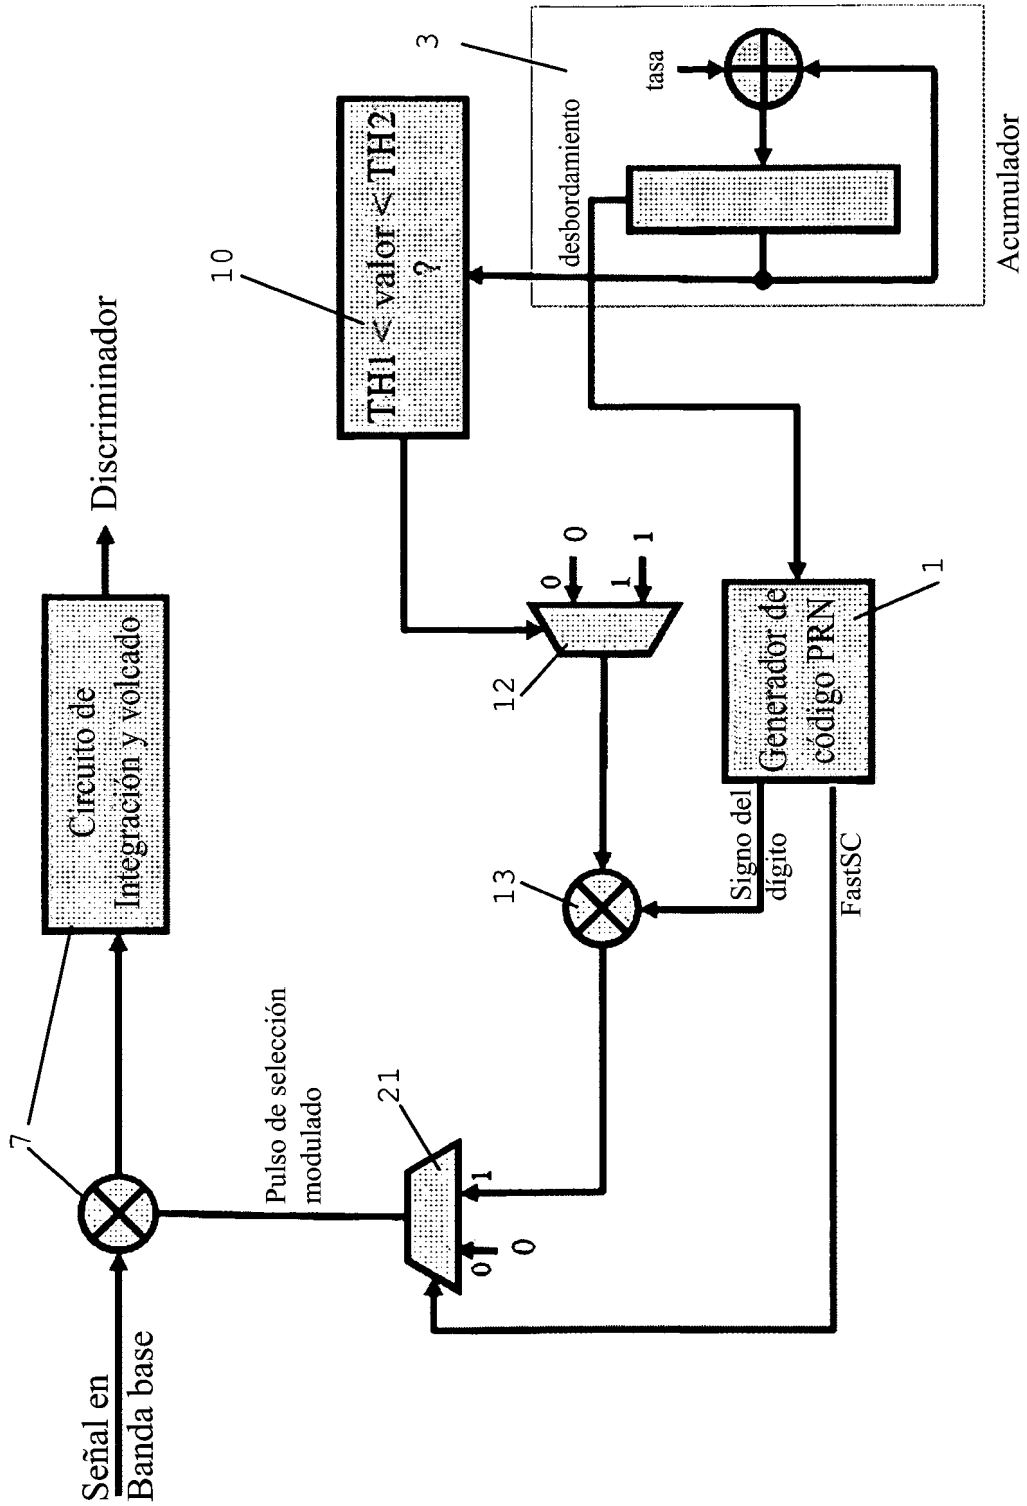 Señal en
Banda base
7
Circuito de
Integración y volcado
Discriminador
Pulso de selección
modulado
21
0
0
1
13
12
0
0
1
1
10
TH1 < valor < TH2
?
Signo del
dígito
FastSC
Generador de
código PRN
1
desbordamiento
tasa
3
Acumulador